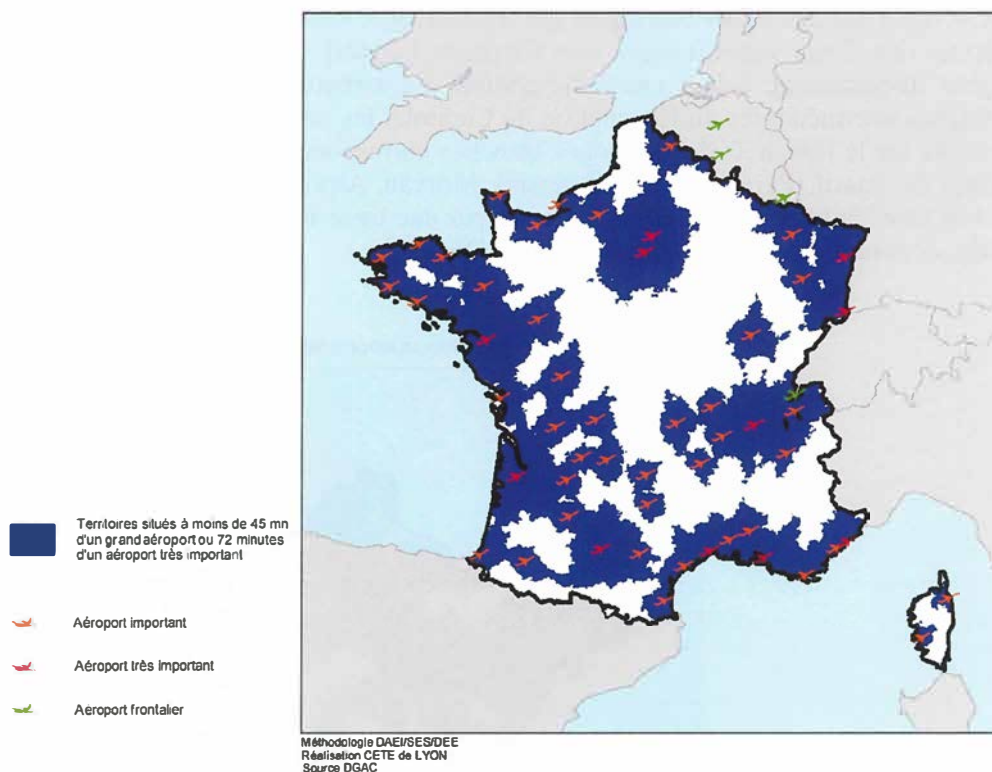 Territoires situés à moins de 45 mn
d'un grand aéroport ou 72 minutes
d'un aéroport très important
Aéroport important
Aéroport très important
Aéroport frontalier
Méthodologie DAEI/SES/DEE
Réalisation CETE de LYON
Source DGAC